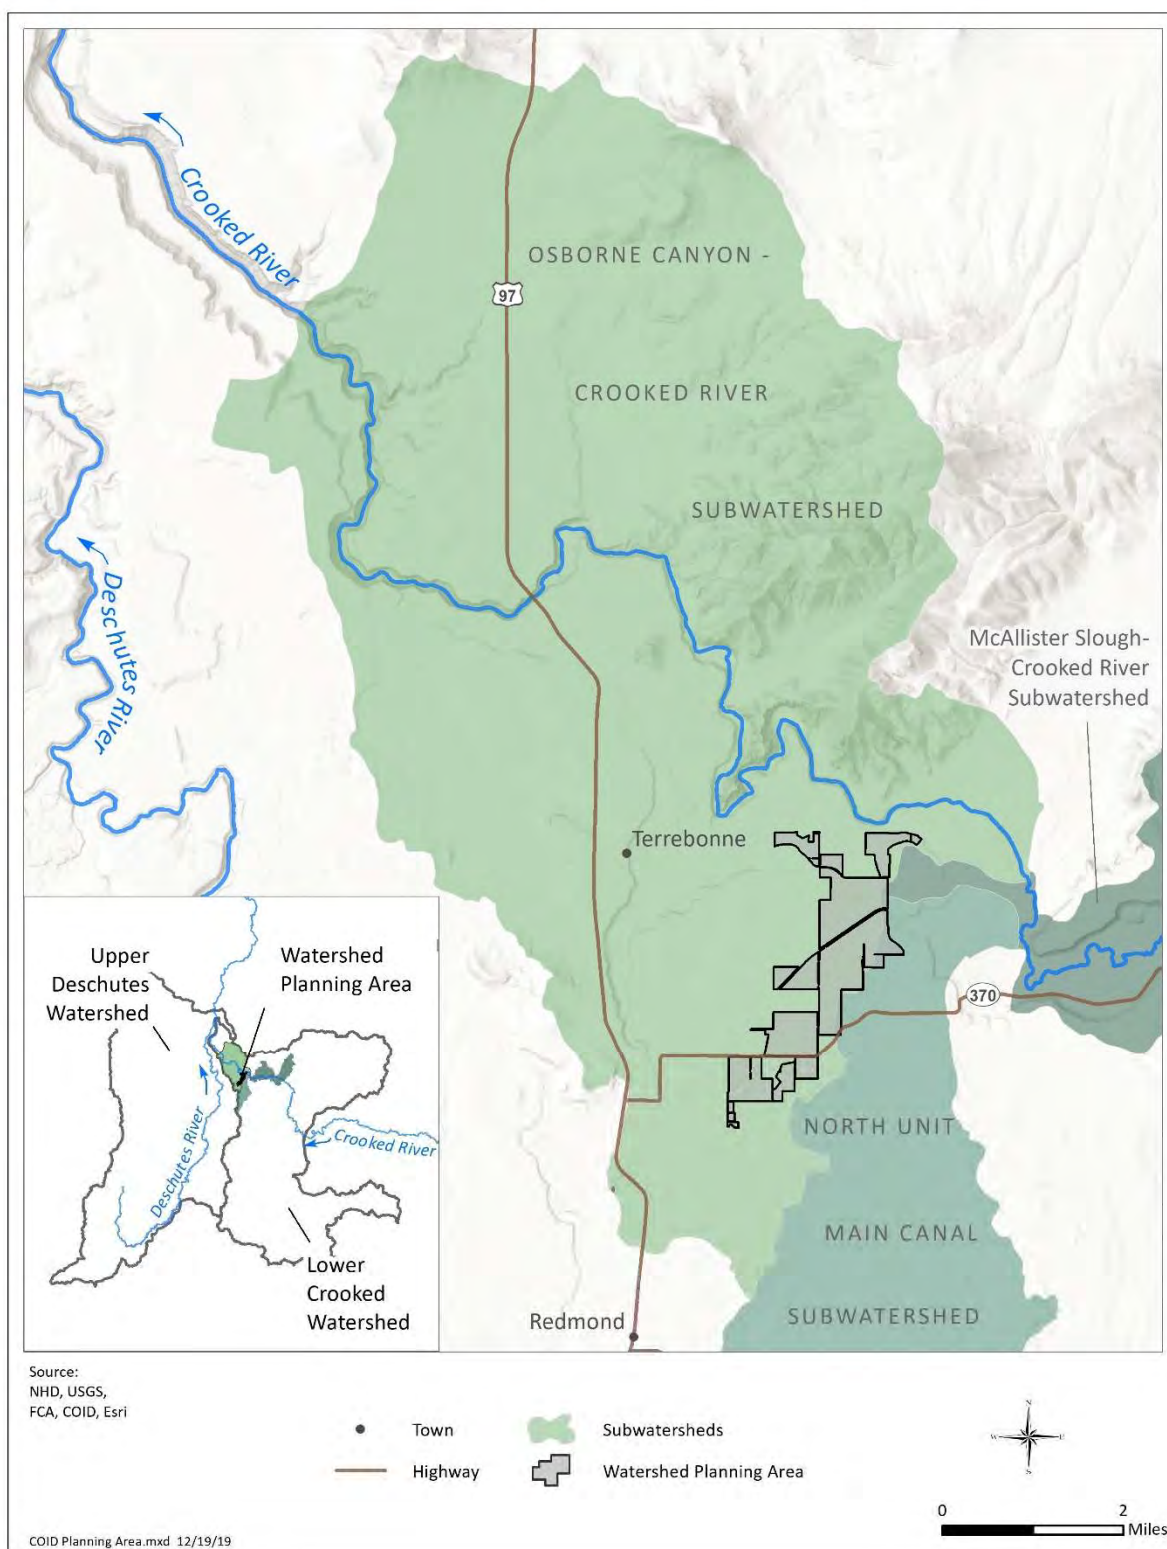 Crooked River
OSBORNE CANYON -
97
CROOKED RIVER
SUBWATERSHED
Deschutes River
McAllister Slough-
Crooked River
Subwatershed
Terrebonne
370
NORTH UNIT
MAIN CANAL
SUBWATERSHED
Redmond
Upper
Deschutes
Watershed
Watershed
Planning Area
Deschutes River
Crooked River
Lower
Crooked
Watershed
Source:
NHD, USGS,
FCA, COID, Esri
Town
Highway
Subwatersheds
Watershed Planning Area
N
W
E
S
0
2
Miles
COID Planning Area.mxd 12/19/19